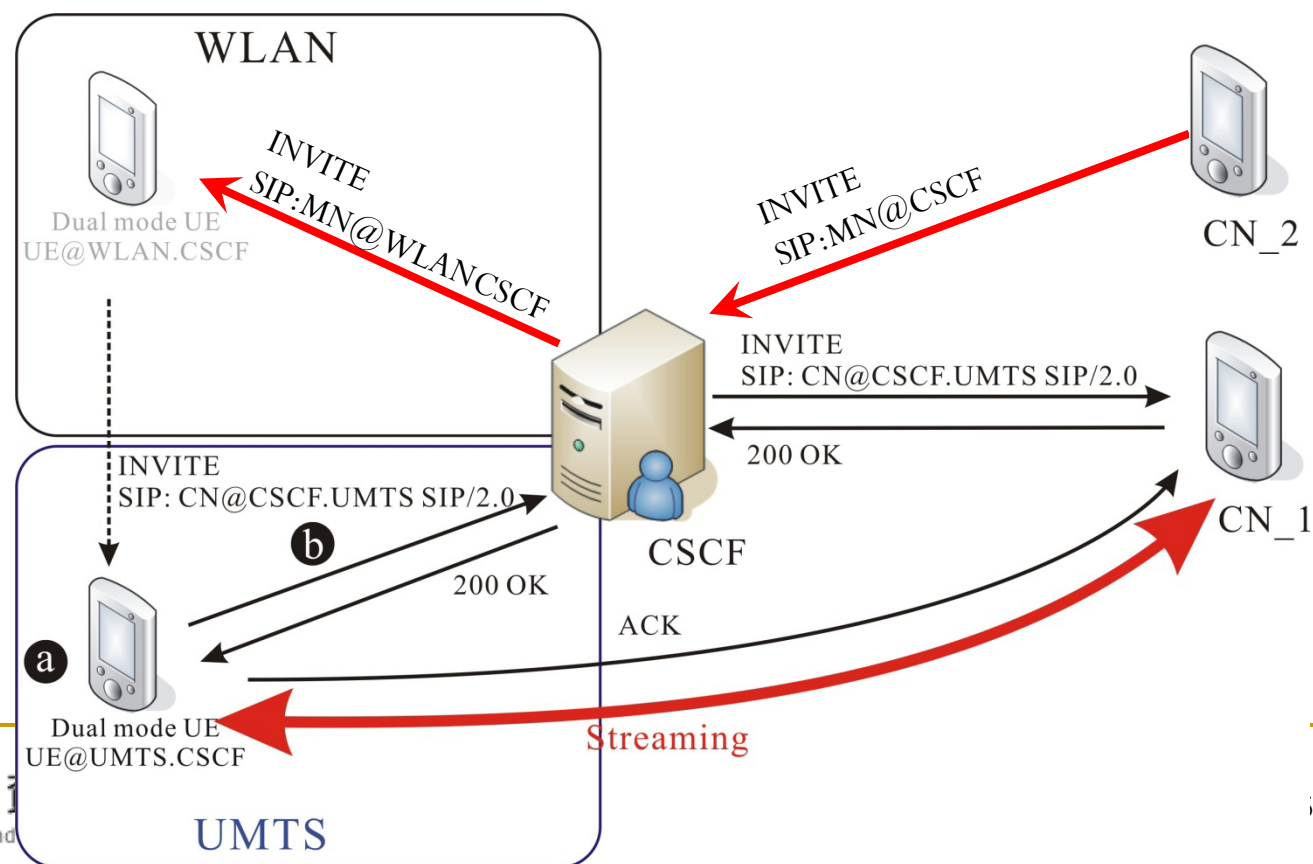 WLAN
Dual mode UE
UE@WLAN.CSCF
INVITE
SIP:MN@WLANCSCF
INVITE
SIP:MN@CSCF
CN_2
INVITE
SIP: CN@CSCF.UMTS SIP/2.0
200 OK
CN_1
CSCF
INVITE
SIP: CN@CSCF.UMTS SIP/2.0
b
200 OK
ACK
a
Dual mode UE
UE@UMTS.CSCF
Streaming
UMTS